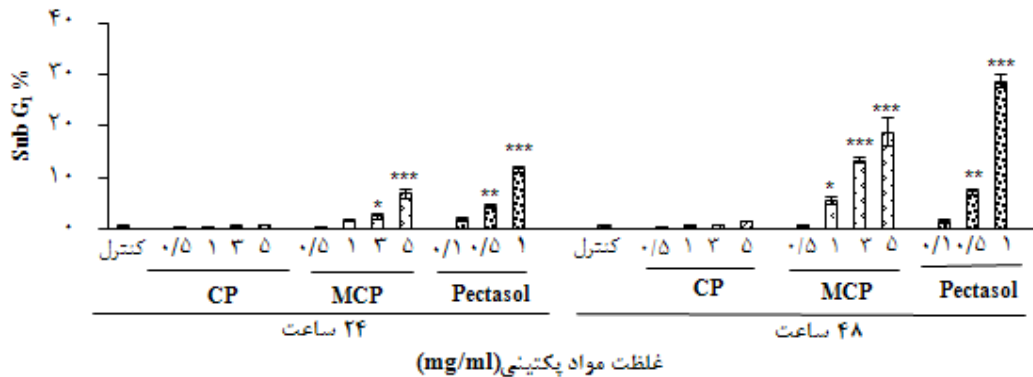 Sub G₁ %
۴۰
۳۰
۲۰
۱۰
۰
* *** ** *** * *** *** ** ***
کنترل ۰/۵ ۱ ۳ ۵ ۰/۵ ۱ ۳ ۵ ۰/۱ ۰/۵ ۱ کنترل ۰/۵ ۱ ۳ ۵ ۰/۵ ۱ ۳ ۵ ۰/۱ ۰/۵ ۱
CP MCP Pectasol CP MCP Pectasol
۲۴ ساعت ۴۸ ساعت
غلظت مواد پکتینی(mg/ml)